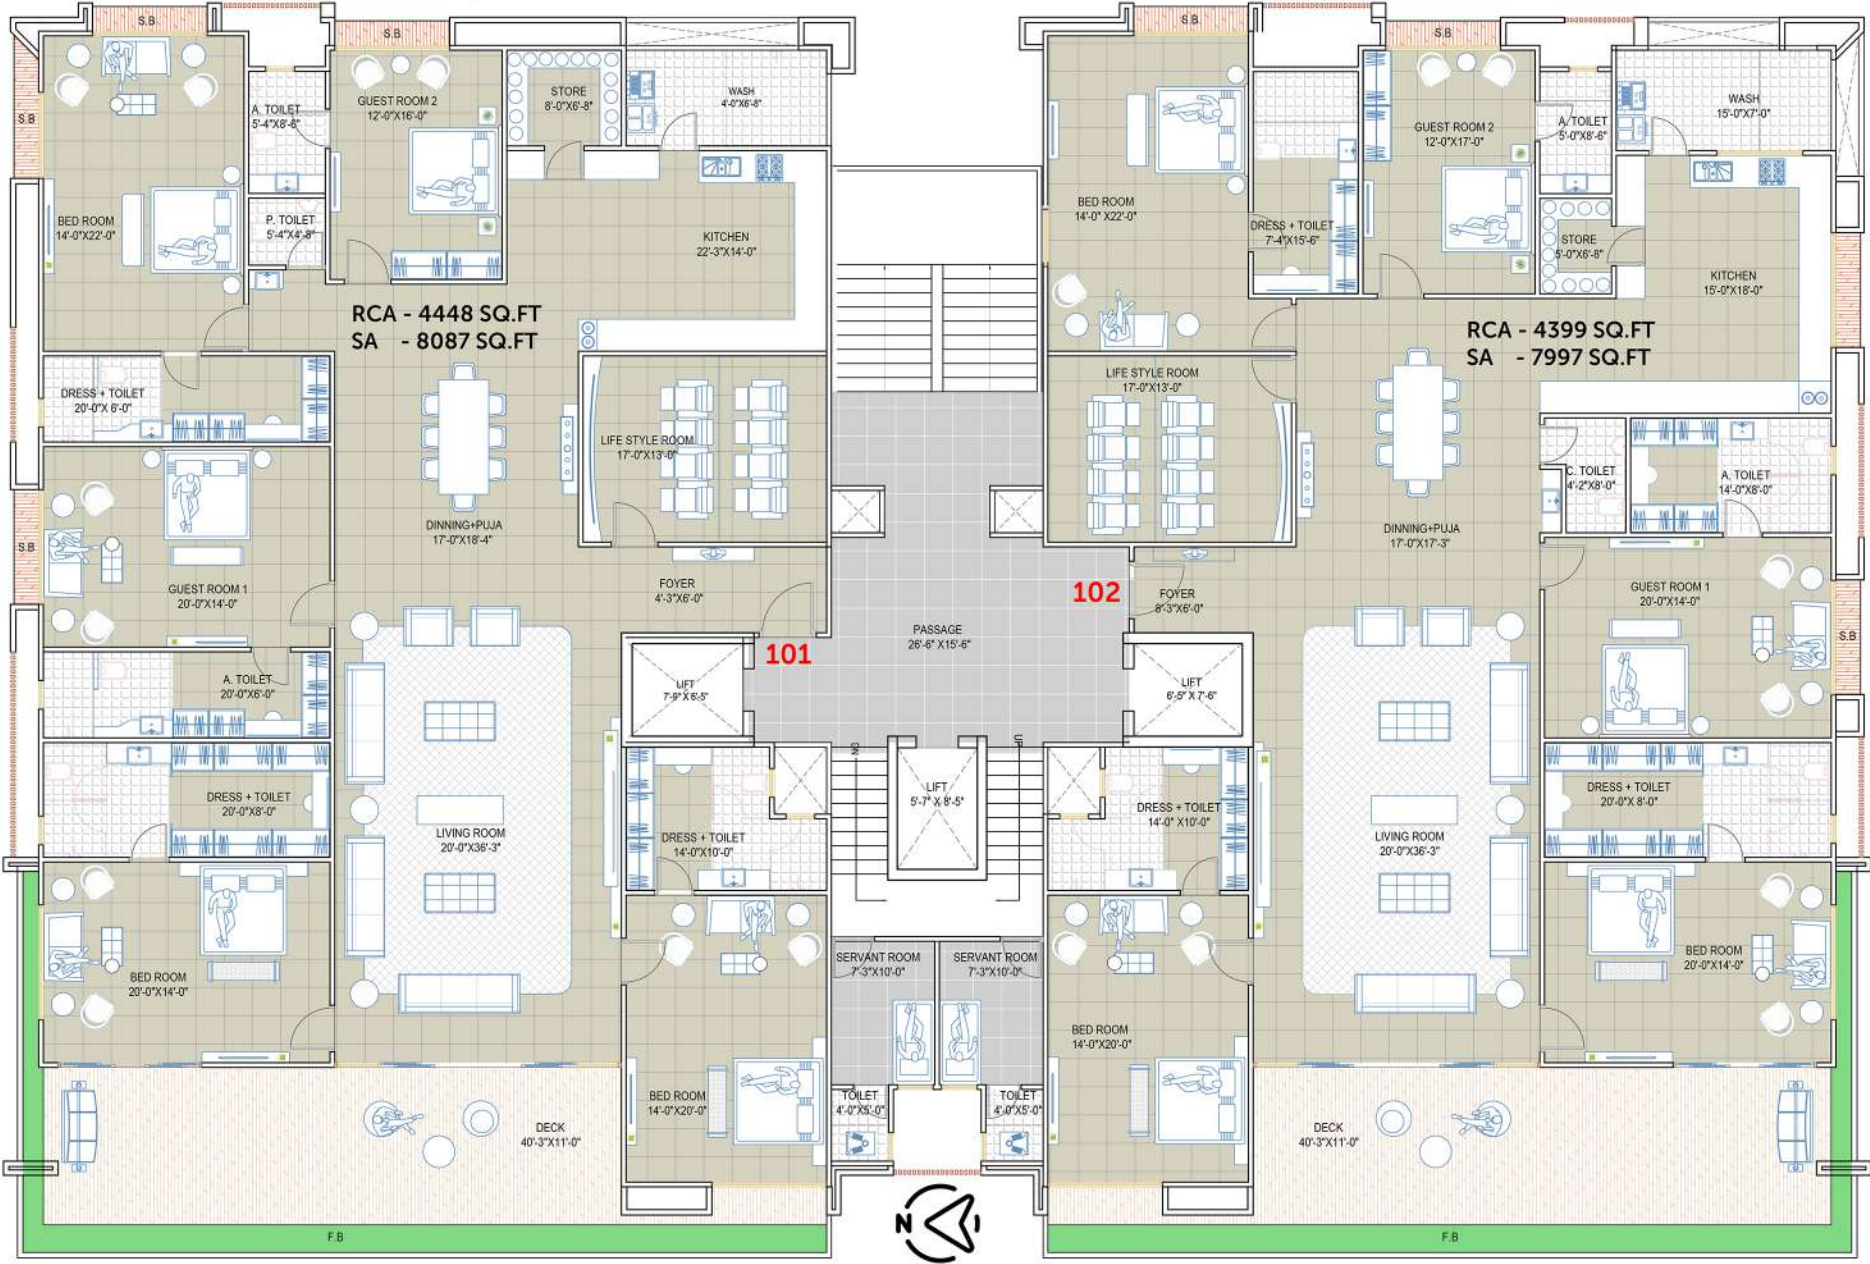 S.B
S.B
S.B
S.B
S.B
GUEST ROOM 2
12'-0"X16'-0"
A. TOILET
5'-4"X8'-6"
STORE
8'-0"X6'-8"
WASH
4'-0"X6'-8"
BED ROOM
14'-0"X22'-0"
P. TOILET
5'-4"X4'-8"
KITCHEN
22'-3"X14'-0"
RCA - 4448 SQ.FT
SA - 8087 SQ.FT
DRESS + TOILET
20'-0"X 6'-0"
LIFE STYLE ROOM
17'-0"X13'-0"
DINNING+PUJA
17'-0"X18'-4"
S.B
GUEST ROOM 1
20'-0"X14'-0"
FOYER
4'-3"X6'-0"
A. TOILET
20'-0"X6'-0"
101
LIFT
7'-9" X 6'-5"
DRESS + TOILET
20'-0"X8'-0"
LIVING ROOM
20'-0"X36'-3"
DRESS + TOILET
14'-0"X10'-0"
BED ROOM
20'-0"X14'-0"
BED ROOM
14'-0"X20'-0"
DECK
40'-3"X11'-0"
F.B
PASSAGE
26'-6" X15'-6"
DN
UP
LIFT
5'-7" X 8'-5"
SERVANT ROOM
7'-3"X10'-0"
SERVANT ROOM
7'-3"X10'-0"
TOILET
4'-0"X5'-0"
TOILET
4'-0"X5'-0"
N
BED ROOM
14'-0" X22'-0"
DRESS + TOILET
7'-4"X15'-6"
GUEST ROOM 2
12'-0"X17'-0"
A. TOILET
5'-0"X8'-6"
WASH
15'-0"X7'-0"
STORE
5'-0"X6'-8"
KITCHEN
15'-0"X18'-0"
RCA - 4399 SQ.FT
SA - 7997 SQ.FT
LIFE STYLE ROOM
17'-0"X13'-0"
C. TOILET
4'-2"X8'-0"
A. TOILET
14'-0"X8'-0"
DINNING+PUJA
17'-0"X17'-3"
102
FOYER
8'-3"X6'-0"
GUEST ROOM 1
20'-0"X14'-0"
S.B
LIFT
6'-5" X 7'-6"
DRESS + TOILET
14'-0" X10'-0"
DRESS + TOILET
20'-0"X 8'-0"
LIVING ROOM
20'-0"X36'-3"
BED ROOM
20'-0"X14'-0"
BED ROOM
14'-0"X20'-0"
DECK
40'-3"X11'-0"
F.B